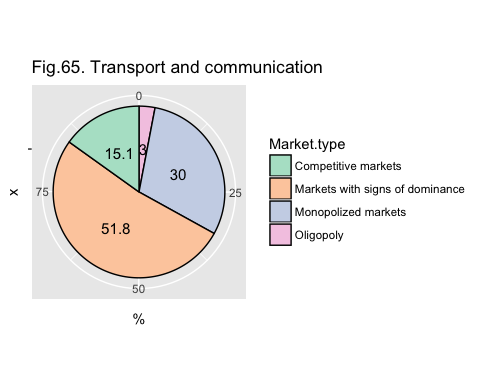 Fig.65. Transport and communication
0
15.1
3
30
75
25
51.8
50
x
-
%
Market.type
Competitive markets
Markets with signs of dominance
Monopolized markets
Oligopoly